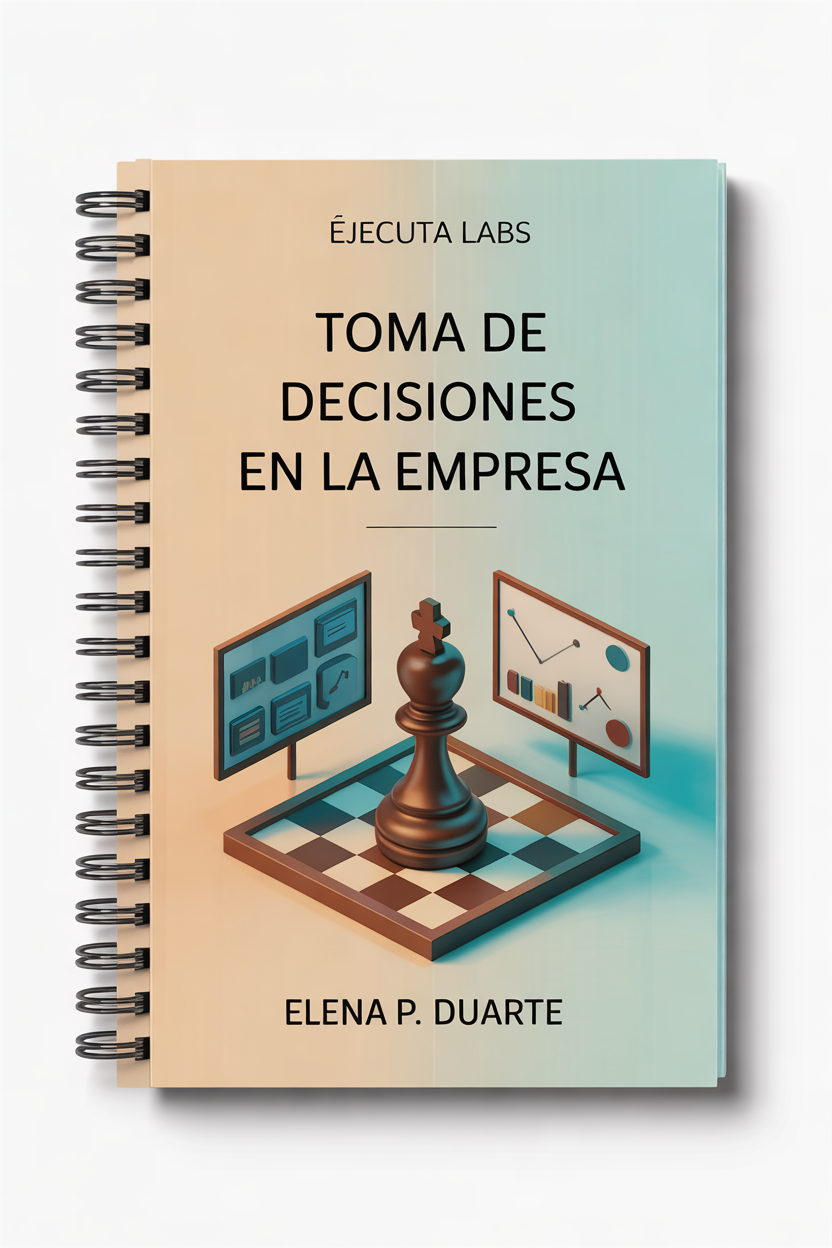 ÉJECUTA LABS
TOMA DE
DECISIONES
EN LA EMPRESA
ELENA P. DUARTE